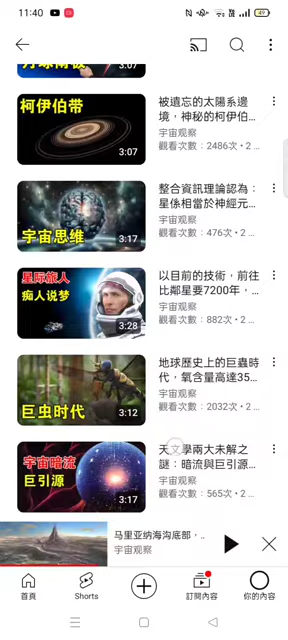 11:40
49
3:07
柯伊伯带
3:07
被遺忘的太陽系邊
境，神秘的柯伊伯...
宇宙观察
觀看次數：2486次 • 2 ...
宇宙思维
3:17
整合資訊理論認為：
星係相當於神經元...
宇宙观察
觀看次數：476次 • 2 ...
星际旅人
痴人说梦
3:28
以目前的技術，前往
比鄰星要7200年，...
宇宙观察
觀看次數：882次 • 2 ...
巨虫时代
3:12
地球歷史上的巨蟲時
代，氧含量高達35...
宇宙观察
觀看次數：2032次 • 2 ...
宇宙暗流
巨引源
3:17
天文學兩大未解之
謎：暗流與巨引源...
宇宙观察
觀看次數：565次 • 2 ...
马里亚纳海沟底部，..
宇宙观察
首頁
Shorts
訂閱內容
你的內容